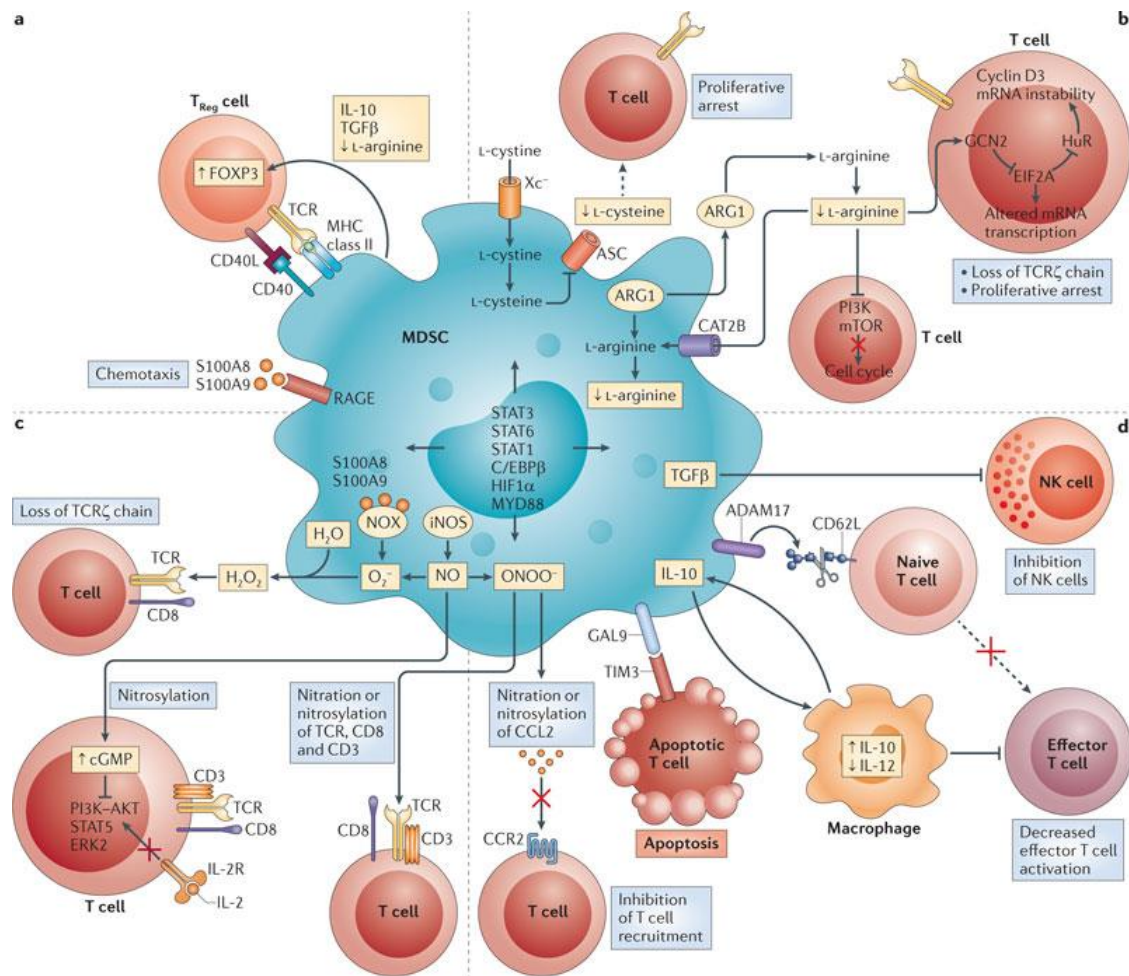 a
b
T cell
Cyclin D3
mRNA instability
GCN2
HuR
EIF2A
Altered mRNA
transcription
• Loss of TCRζ chain
• Proliferative arrest
T cell
Proliferative
arrest
TReg cell
IL-10
TGFβ
↓ L-arginine
↑ FOXP3
TCR
MHC
class II
CD40L
CD40
L-cystine
Xc⁻
L-cystine
L-cysteine
↓ L-cysteine
ASC
ARG1
L-arginine
↓ L-arginine
ARG1
L-arginine
↓ L-arginine
CAT2B
PI3K
mTOR
Cell cycle
T cell
MDSC
Chemotaxis
S100A8
S100A9
RAGE
c
d
STAT3
STAT6
STAT1
C/EBPβ
HIF1α
MYD88
S100A8
S100A9
NOX
iNOS
H₂O
Loss of TCRζ chain
TCR
T cell
CD8
H₂O₂
O₂⁻
NO
ONOO⁻
TGFβ
NK cell
Inhibition
of NK cells
ADAM17
CD62L
Naive
T cell
IL-10
GAL9
TIM3
Nitrosylation
↑ cGMP
PI3K–AKT
STAT5
ERK2
CD3
TCR
CD8
IL-2R
IL-2
T cell
Nitration or
nitrosylation
of TCR, CD8
and CD3
CD8
TCR
CD3
T cell
Nitration or
nitrosylation
of CCL2
CCR2
T cell
Inhibition
of T cell
recruitment
Apoptotic
T cell
Apoptosis
↑ IL-10
↓ IL-12
Macrophage
Effector
T cell
Decreased
effector T cell
activation